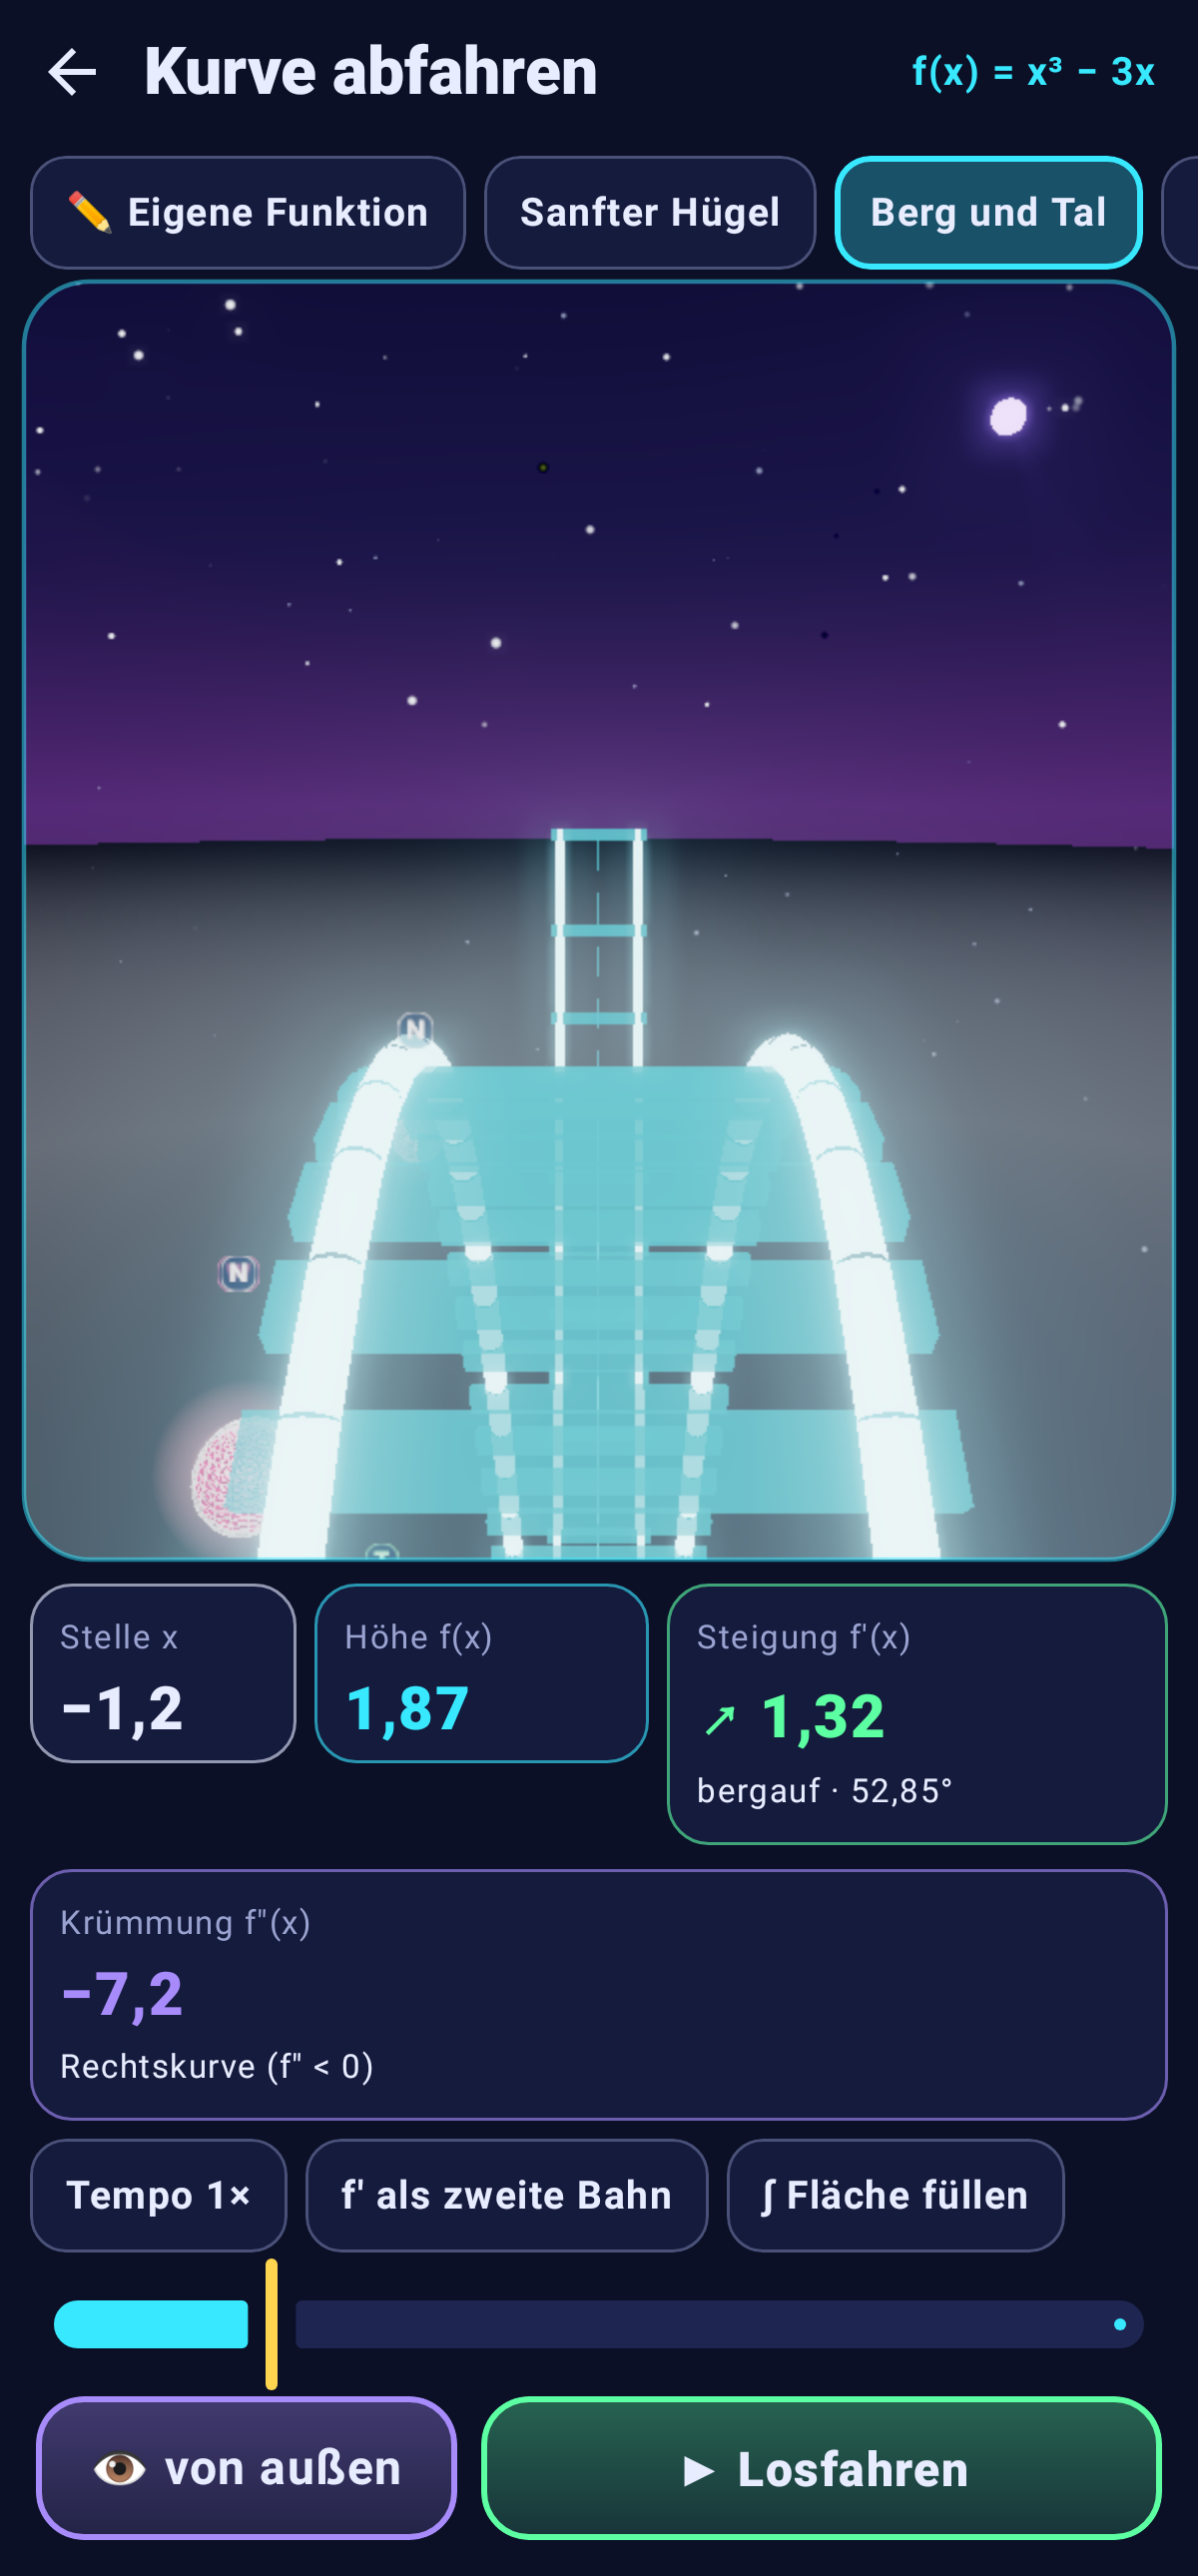 Kurve abfahren
f(x) = x³ − 3x
✏️ Eigene Funktion
Sanfter Hügel
Berg und Tal
N
N
T
Stelle x
−1,2
Höhe f(x)
1,87
Steigung f'(x)
↗ 1,32
bergauf · 52,85°
Krümmung f"(x)
−7,2
Rechtskurve (f" < 0)
Tempo 1×
f' als zweite Bahn
∫ Fläche füllen
👁️ von außen
► Losfahren